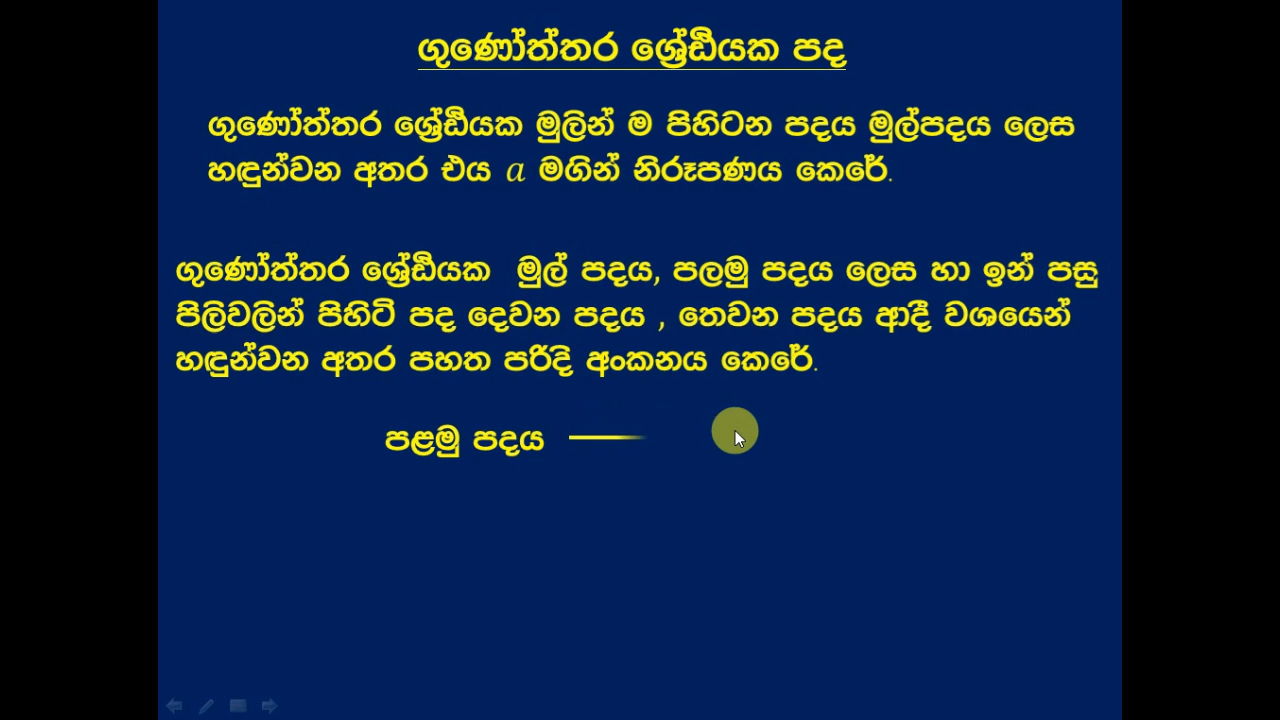 ගුණෝත්තර ශ්‍රේඪියක පද
ගුණෝත්තර ශ්‍රේඪියක මුලින් ම පිහිටන පදය මුල්පදය ලෙස
හඳුන්වන අතර එය a මගින් නිරූපණය කෙරේ.
ගුණෝත්තර ශ්‍රේඪියක මුල් පදය, පලමු පදය ලෙස හා ඉන් පසු
පිලිවලින් පිහිටි පද දෙවන පදය , තෙවන පදය ආදී වශයෙන්
හඳුන්වන අතර පහත පරිදි අංකනය කෙරේ.
පළමු පදය